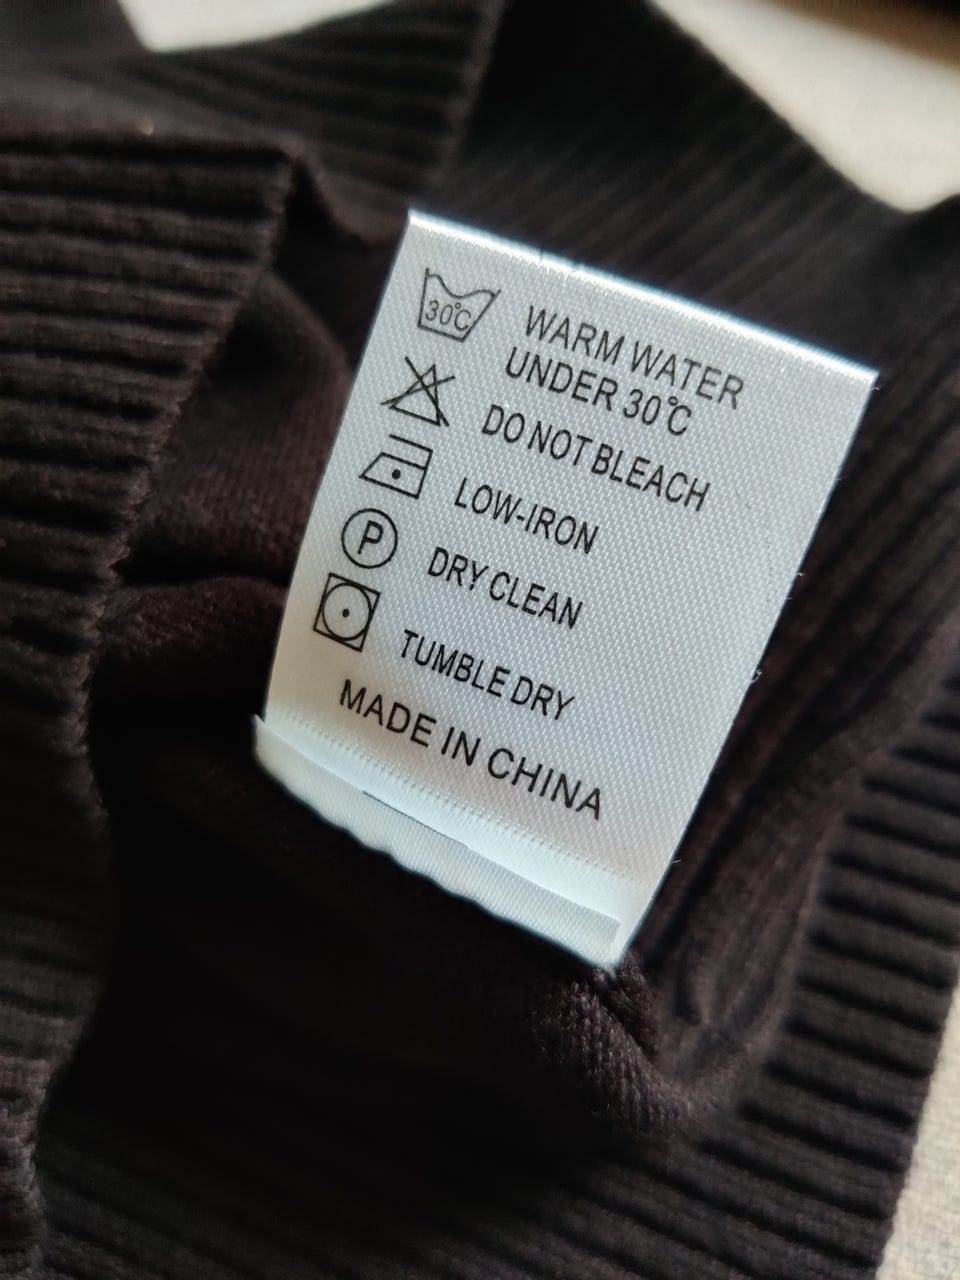 30℃ WARM WATER
UNDER 30℃
DO NOT BLEACH
LOW-IRON
P DRY CLEAN
TUMBLE DRY
MADE IN CHINA